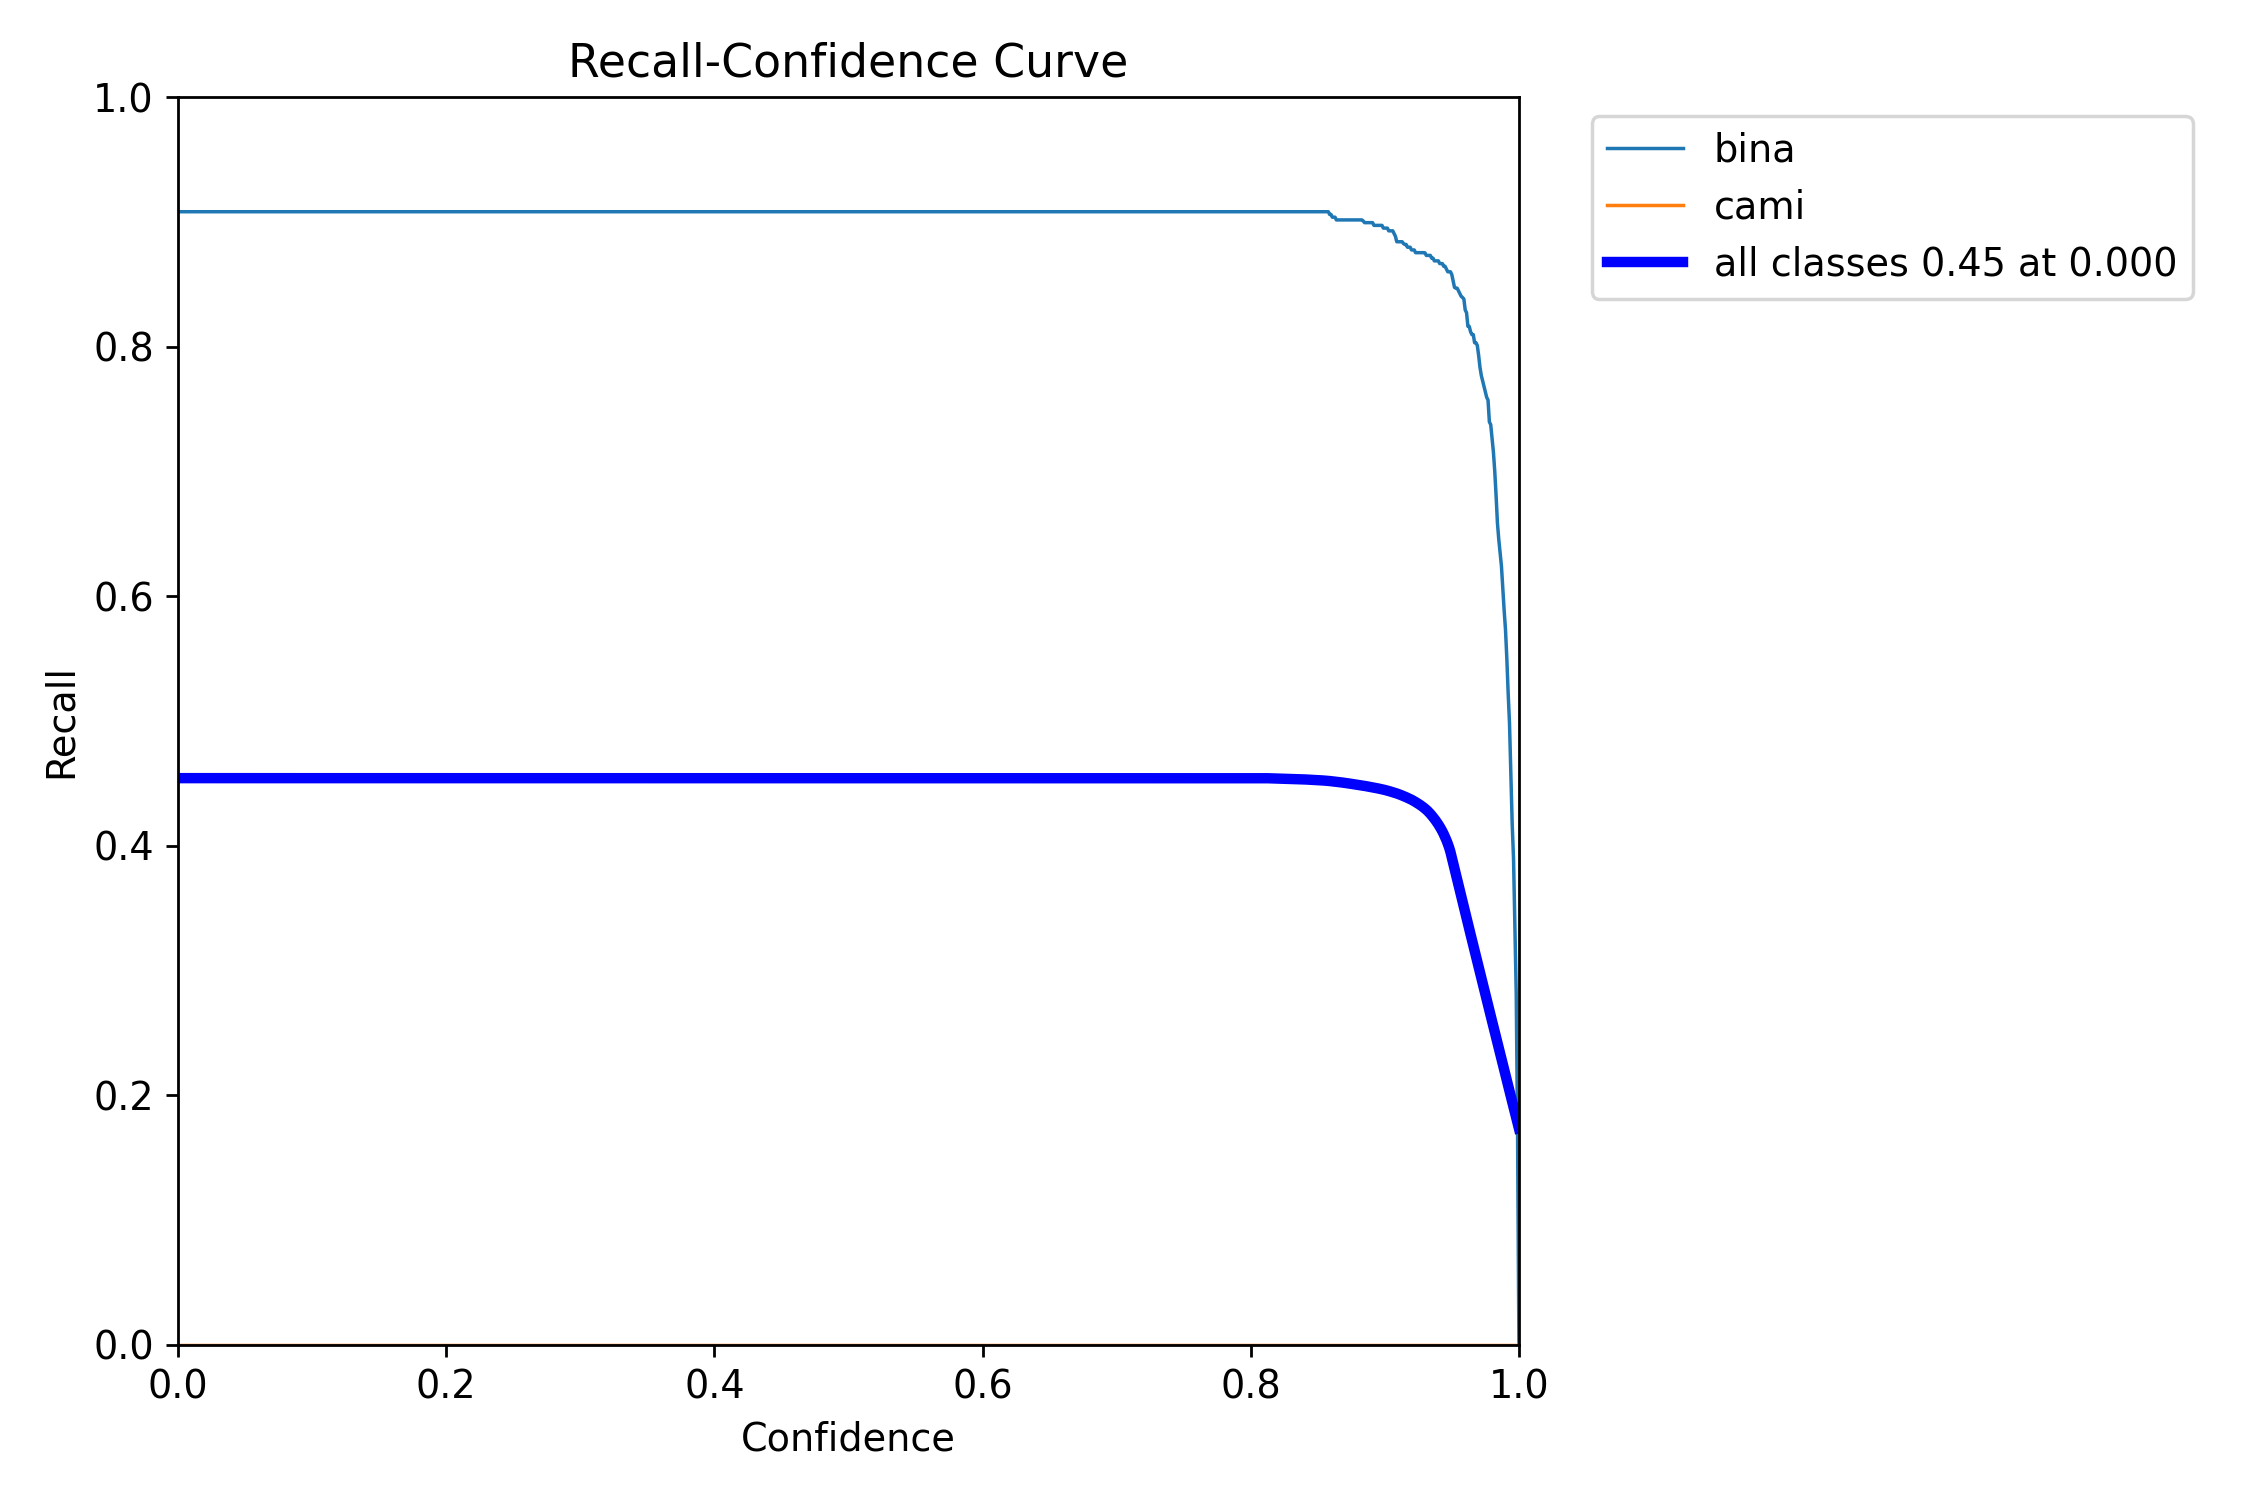 Recall-Confidence Curve
1.0
0.8
0.6
0.4
0.2
0.0
Recall
0.0 0.2 0.4 0.6 0.8 1.0
Confidence
bina
cami
all classes 0.45 at 0.000